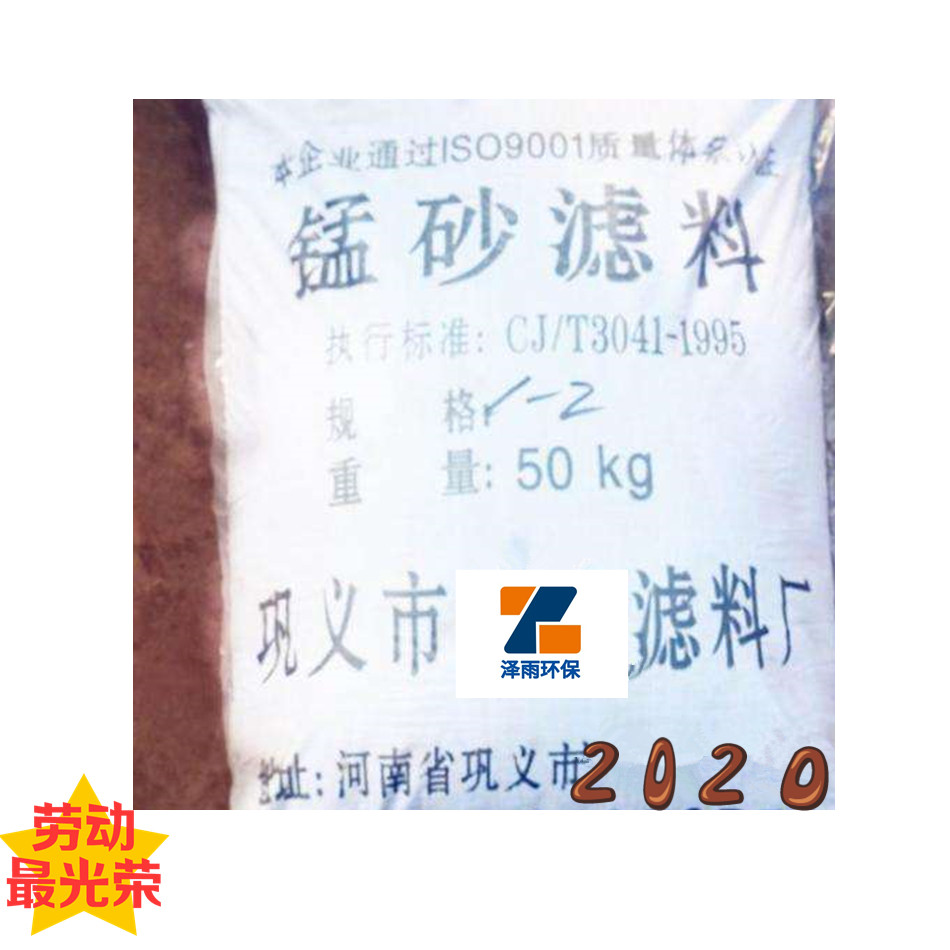 本企业通过ISO9001质量体系认证
锰砂滤料
执行标准: CJ/T3041-1995
规 格: 1-2
重 量: 50 kg
巩义市 滤料厂
泽雨环保
地址: 河南省巩义市
2020
劳动
最光荣